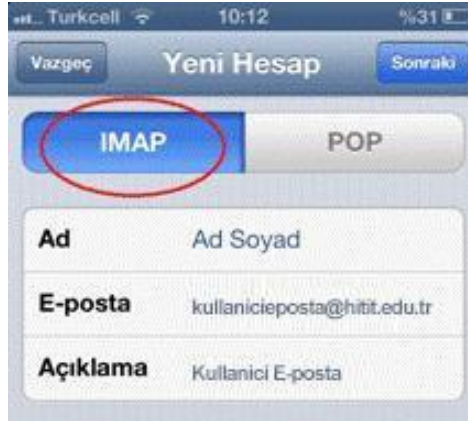 Turkcell 10:12 %31
Vazgeç Yeni Hesap Sonraki
IMAP POP
Ad Ad Soyad
E-posta kullanicieposta@hitit.edu.tr
Açıklama Kullanici E-posta